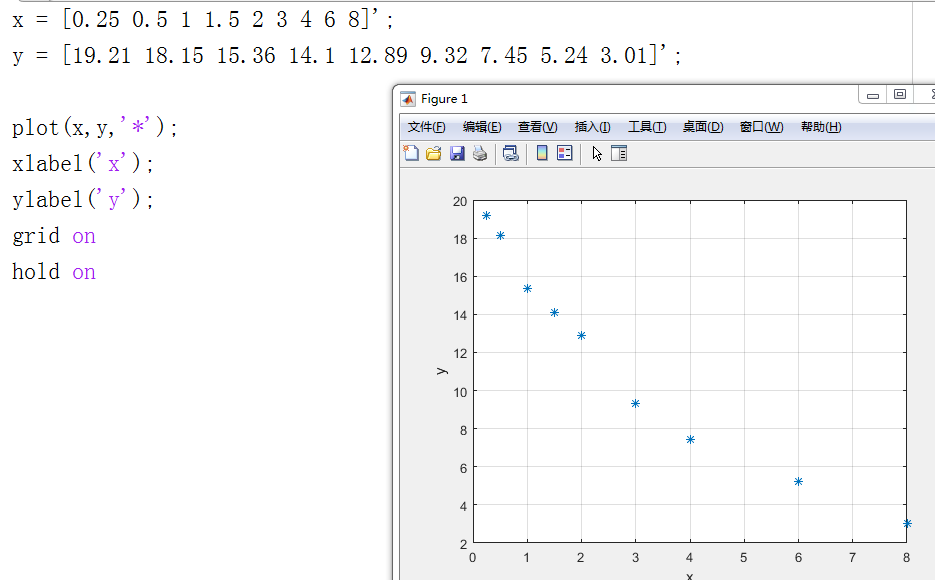 x = [0.25 0.5 1 1.5 2 3 4 6 8]';
y = [19.21 18.15 15.36 14.1 12.89 9.32 7.45 5.24 3.01]';
plot(x,y,'*');
xlabel('x');
ylabel('y');
grid on
hold on
Figure 1
文件(F) 编辑(E) 查看(V) 插入(I) 工具(T) 桌面(D) 窗口(W) 帮助(H)
20
18
16
14
12
y
10
8
6
4
2
0 1 2 3 4 5 6 7 8
x